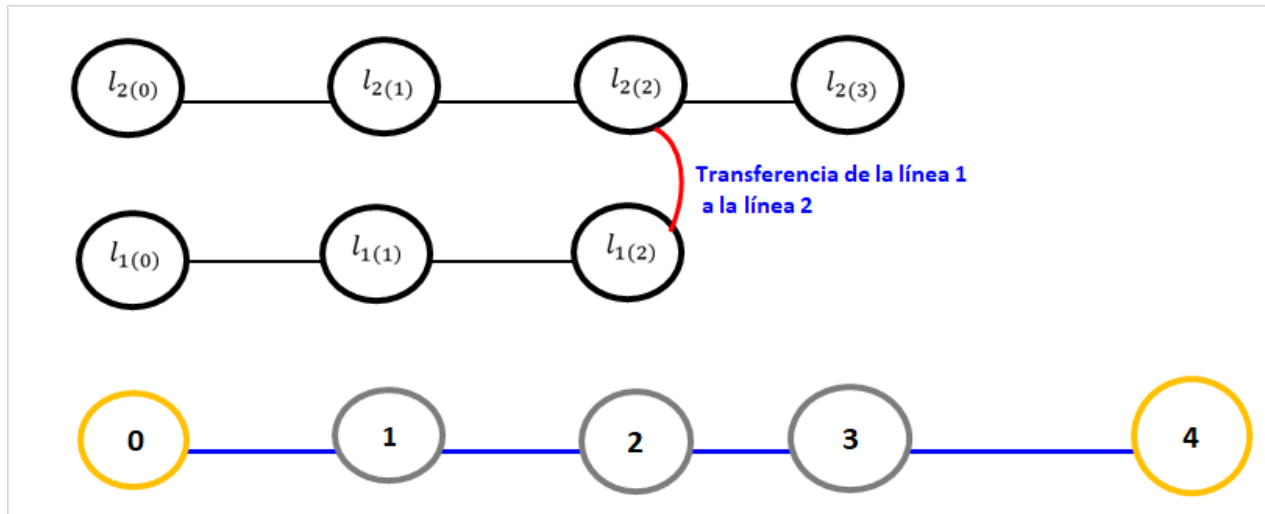 l2(0) l2(1) l2(2) l2(3)
Transferencia de la línea 1
a la línea 2
l1(0) l1(1) l1(2)
0 1 2 3 4